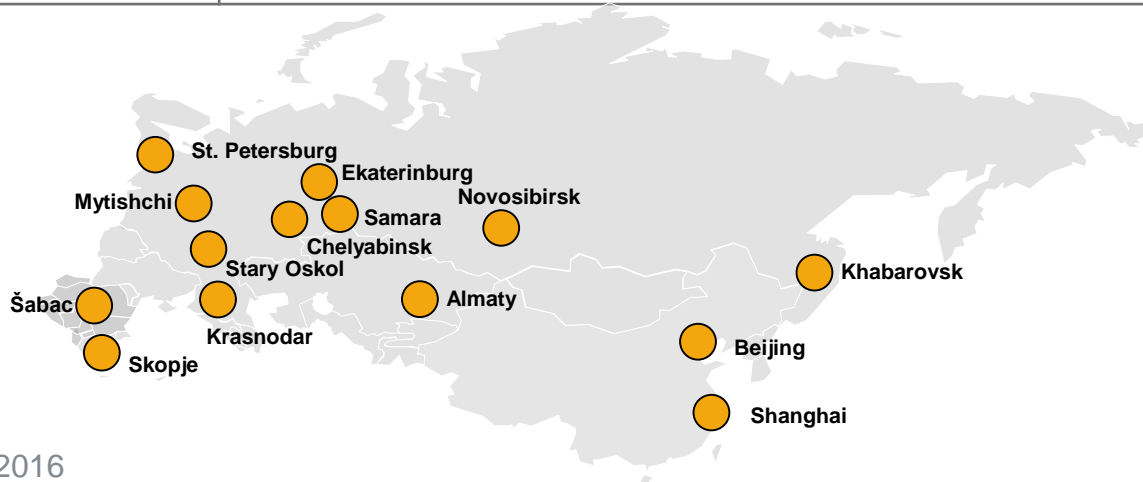 St. Petersburg
Ekaterinburg
Novosibirsk
Mytishchi
Samara
Chelyabinsk
Stary Oskol
Khabarovsk
Šabac
Almaty
Krasnodar
Beijing
Skopje
Shanghai
2016